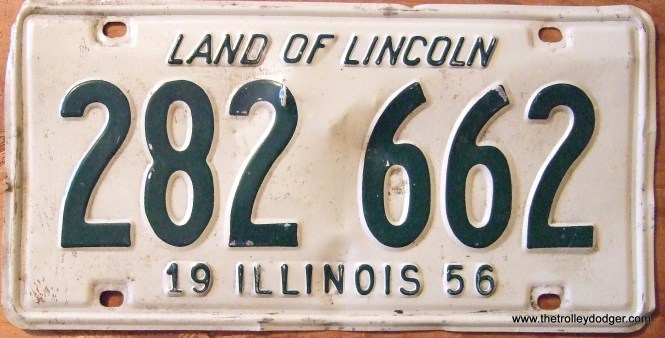 LAND OF LINCOLN
282 662
19 ILLINOIS 56
www.thetrolleydodger.com